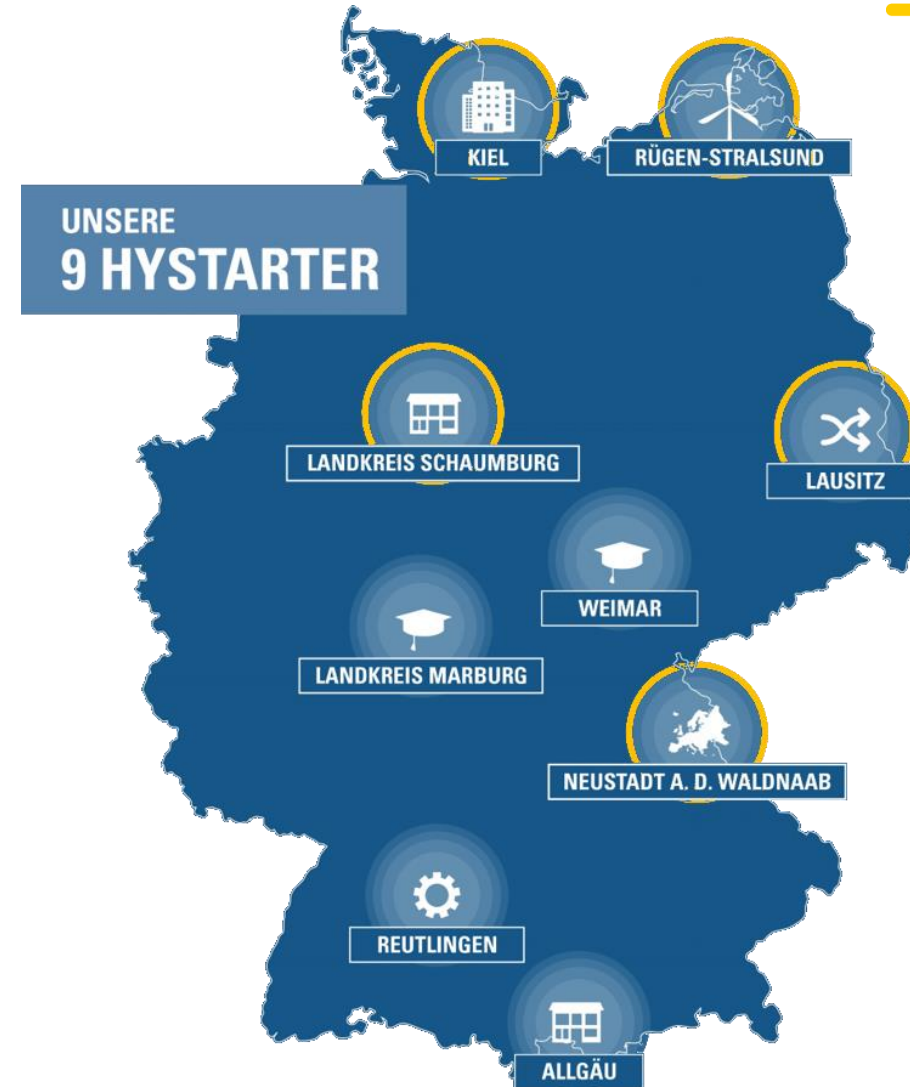 KIEL
RÜGEN-STRALSUND
UNSERE
9 HYSTARTER
LANDKREIS SCHAUMBURG
LAUSITZ
WEIMAR
LANDKREIS MARBURG
NEUSTADT A. D. WALDNAAB
REUTLINGEN
ALLGÄU